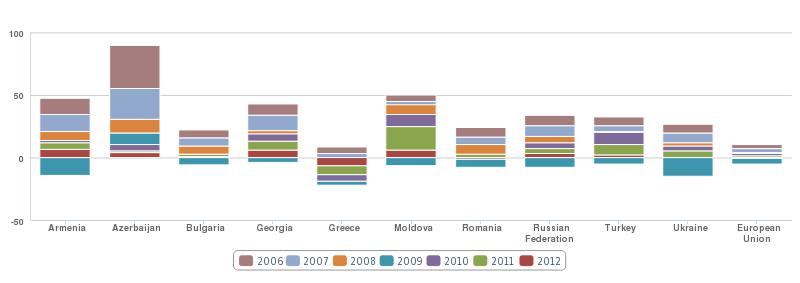 100
50
0
-50
Armenia Azerbaijan Bulgaria Georgia Greece Moldova Romania Russian Federation Turkey Ukraine European Union
2006 2007 2008 2009 2010 2011 2012